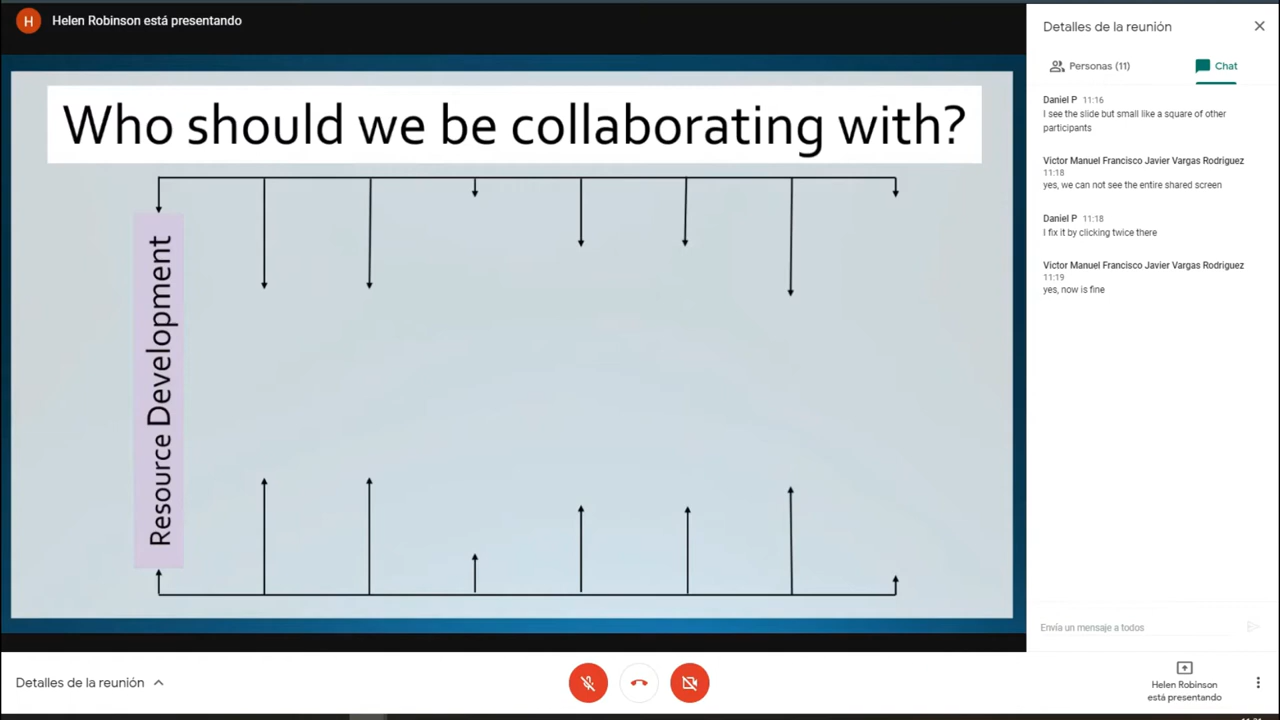 H
Helen Robinson está presentando
Who should we be collaborating with?
Resource Development
Detalles de la reunión
Personas (11)
Chat
Daniel P 11:16
I see the slide but small like a square of other
participants
Victor Manuel Francisco Javier Vargas Rodriguez
11:18
yes, we can not see the entire shared screen
Daniel P 11:18
I fix it by clicking twice there
Victor Manuel Francisco Javier Vargas Rodriguez
11:19
yes, now is fine
Envía un mensaje a todos
Detalles de la reunión
Helen Robinson
está presentando